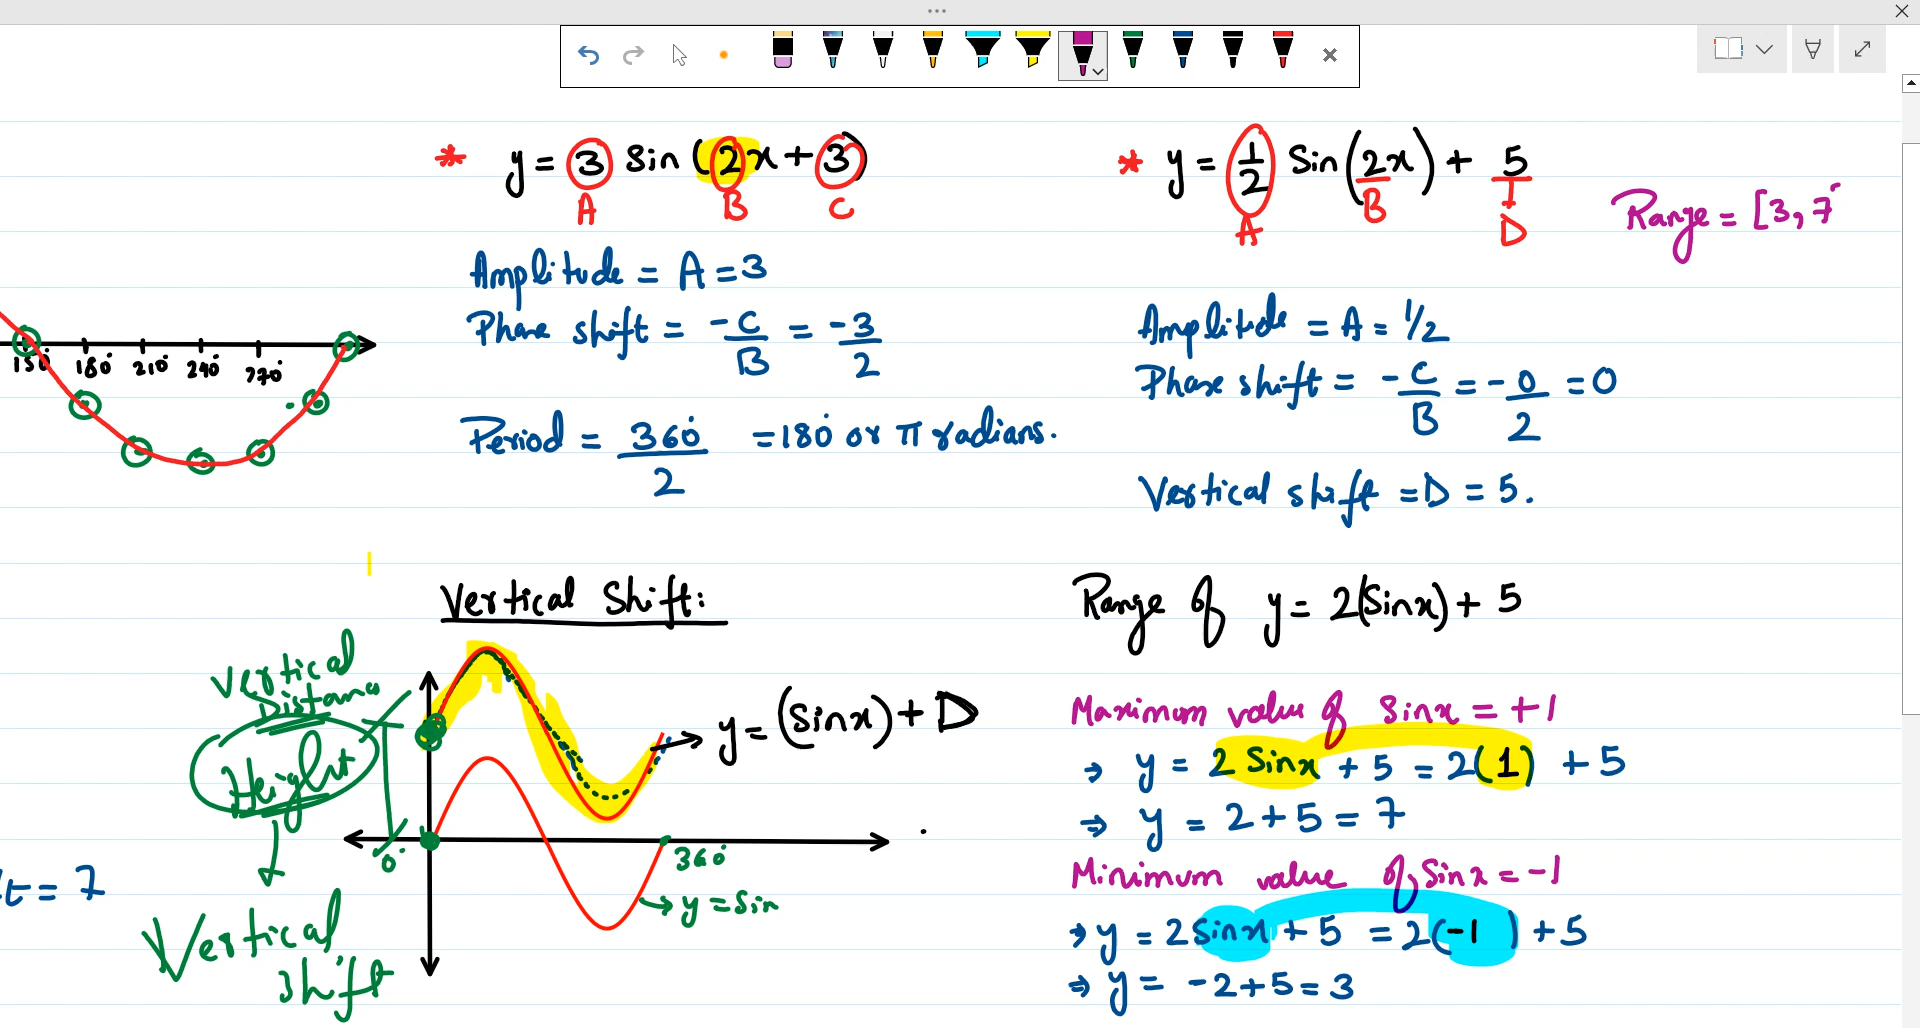 * y = 3 Sin (2x + 3)
A B C
Amplitude = A = 3
Phase shift = -C/B = -3/2
Period = 360°/2 = 180° or π radians.
150° 180° 210° 240° 270°
* y = 1/2 Sin(2x) + 5
A B D
Range = [3, 7
Amplitude = A = 1/2
Phase shift = -C/B = -0/2 = 0
Vertical shift = D = 5.
Vertical Shift:
Vertical
Distance
Height
Vertical
shift
y = (Sinx) + D
0°
360°
y = Sin
t = 7
Range of y = 2(Sinx) + 5
Maximum value of Sinx = +1
⇒ y = 2 Sinx + 5 = 2(1) + 5
⇒ y = 2 + 5 = 7
Minimum value of Sinx = -1
⇒ y = 2 Sinx + 5 = 2(-1) + 5
⇒ y = -2 + 5 = 3